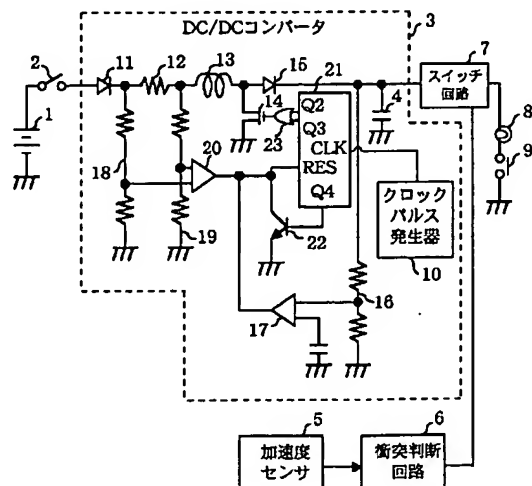 DC/DCコンバータ
3
2
11
12
13
15
21
7
スイッチ
回路
1
14
23
Q2
Q3
CLK
RES
Q4
4
8
9
18
20
22
19
クロック
パルス
発生器
10
16
17
5
6
加速度
センサ
衝突判断
回路